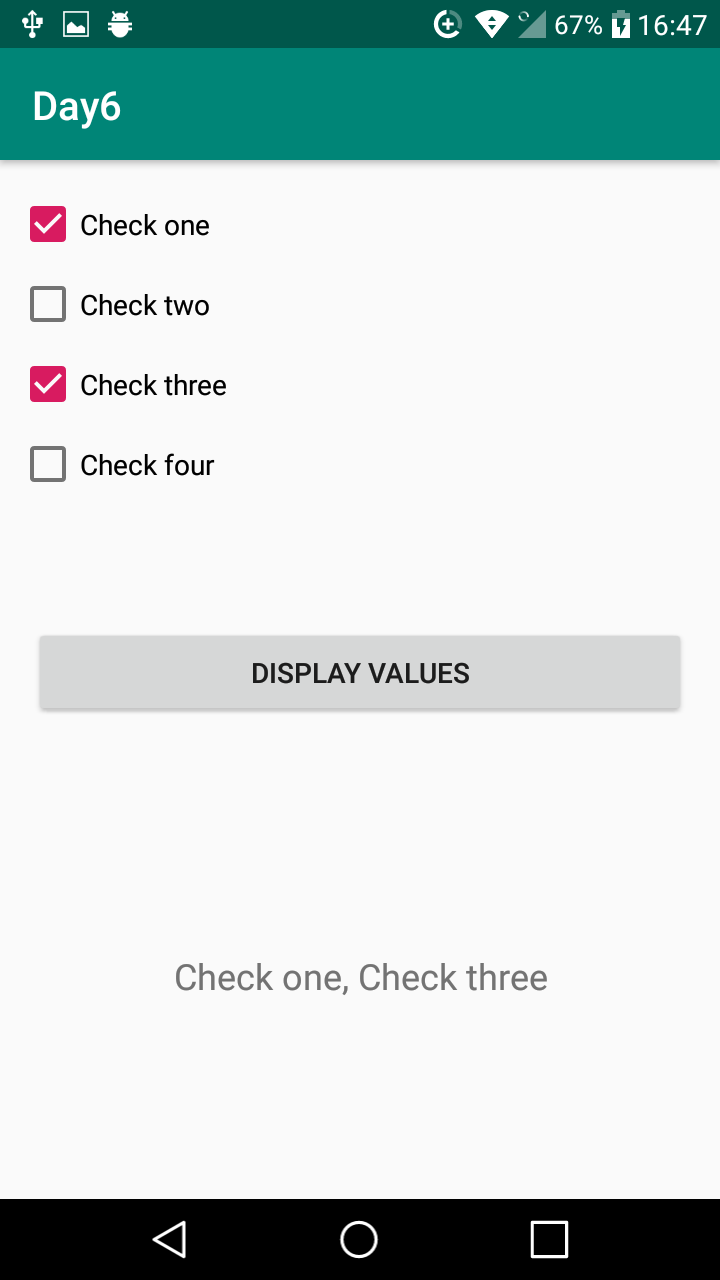 67% 16:47
Day6
Check one
Check two
Check three
Check four
DISPLAY VALUES
Check one, Check three